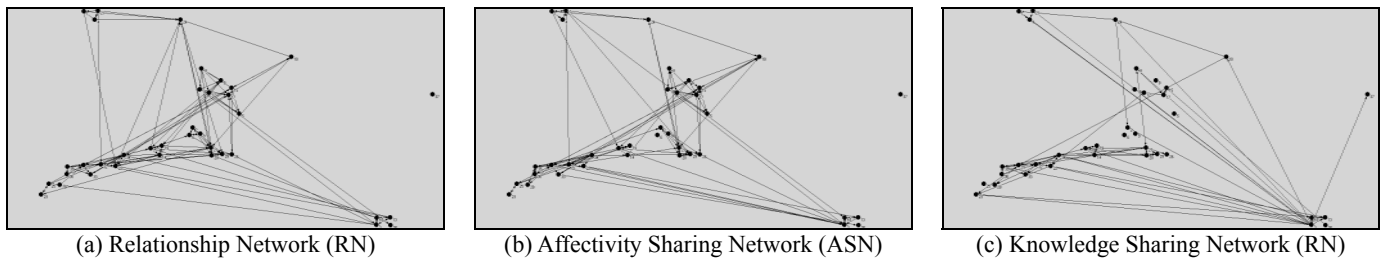 (a) Relationship Network (RN)
(b) Affectivity Sharing Network (ASN)
(c) Knowledge Sharing Network (RN)